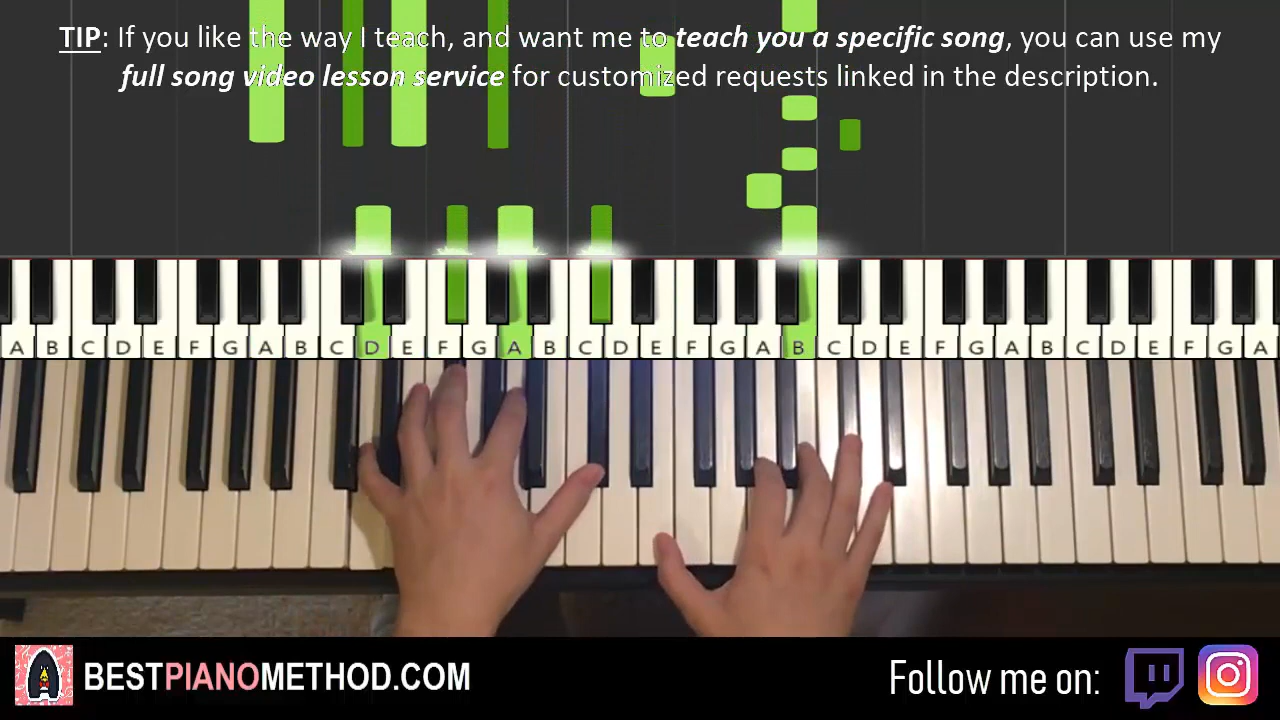 TIP: If you like the way I teach, and want me to teach you a specific song, you can use my
full song video lesson service for customized requests linked in the description.
A B C D E F G A B C D E F G A B C D E F G A B C D E F G A B C D E F G A
BESTPIANOMETHOD.COM
Follow me on: